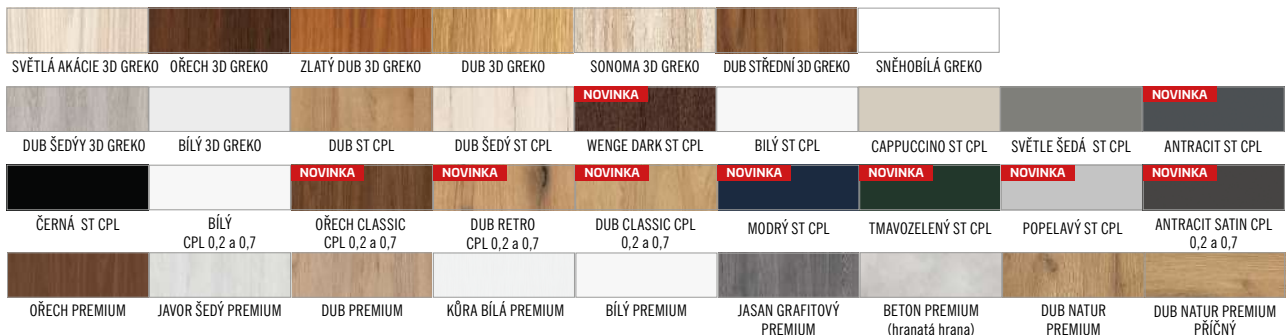 SVĚTLÁ AKÁCIE 3D GREKO OŘECH 3D GREKO ZLATÝ DUB 3D GREKO DUB 3D GREKO SONOMA 3D GREKO DUB STŘEDNÍ 3D GREKO SNĚHOBÍLÁ GREKO
NOVINKA NOVINKA
DUB ŠEDÝY 3D GREKO BÍLÝ 3D GREKO DUB ST CPL DUB ŠEDÝ ST CPL WENGE DARK ST CPL BILÝ ST CPL CAPPUCCINO ST CPL SVĚTLE ŠEDÁ ST CPL ANTRACIT ST CPL
NOVINKA NOVINKA NOVINKA NOVINKA NOVINKA NOVINKA NOVINKA
ČERNÁ ST CPL BÍLÝ OŘECH CLASSIC DUB RETRO DUB CLASSIC CPL MODRÝ ST CPL TMAVOZELENÝ ST CPL POPELAVÝ ST CPL ANTRACIT SATIN CPL
CPL 0,2 a 0,7 CPL 0,2 a 0,7 CPL 0,2 a 0,7 0,2 a 0,7 0,2 a 0,7
OŘECH PREMIUM JAVOR ŠEDÝ PREMIUM DUB PREMIUM KŮRA BÍLÁ PREMIUM BÍLÝ PREMIUM JASAN GRAFITOVÝ BETON PREMIUM DUB NATUR DUB NATUR PREMIUM
PREMIUM (hranatá hrana) PREMIUM PŘÍČNÝ